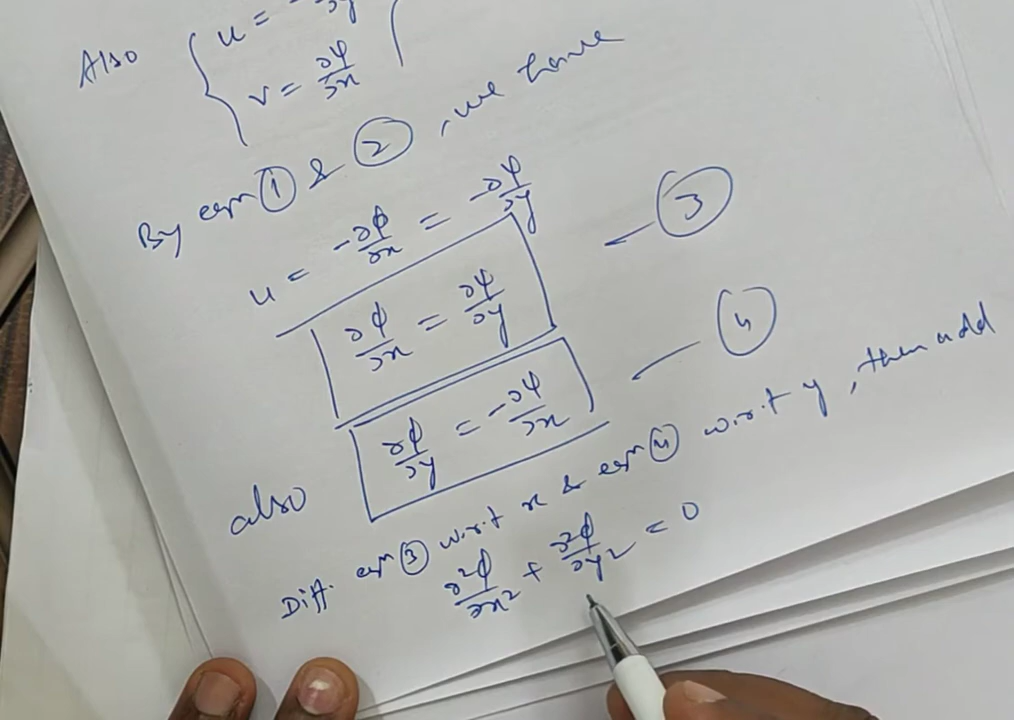 Also { u = -∂ψ/∂y
v = ∂ψ/∂x
By eqn ① & ②, we have
u = -∂φ/∂x = -∂ψ/∂y
∂φ/∂x = ∂ψ/∂y ← ③
also ∂φ/∂y = -∂ψ/∂x ← ④
Diff. eqn ③ w.r.t x & eqn ④ w.r.t y, then add
∂²φ/∂x² + ∂²φ/∂y² = 0